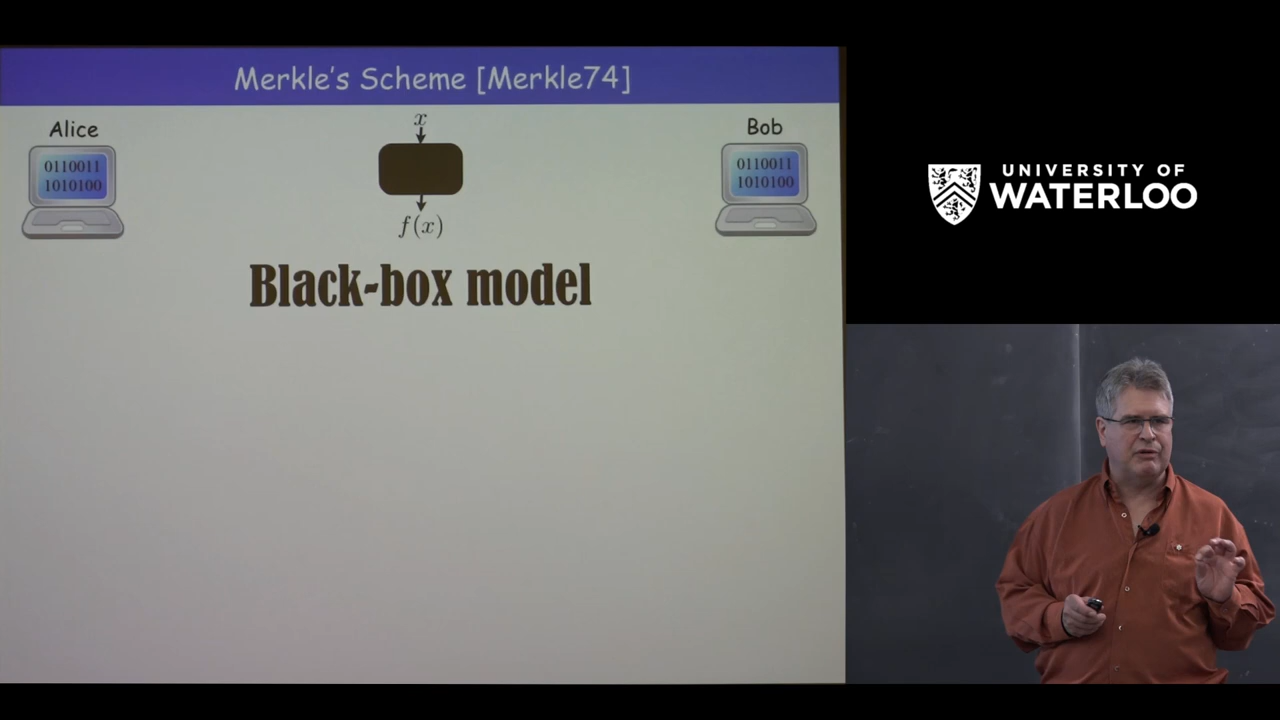 Merkle's Scheme [Merkle74]
Alice
0110011
1010100
x
f(x)
Bob
0110011
1010100
Black-box model
UNIVERSITY OF
WATERLOO